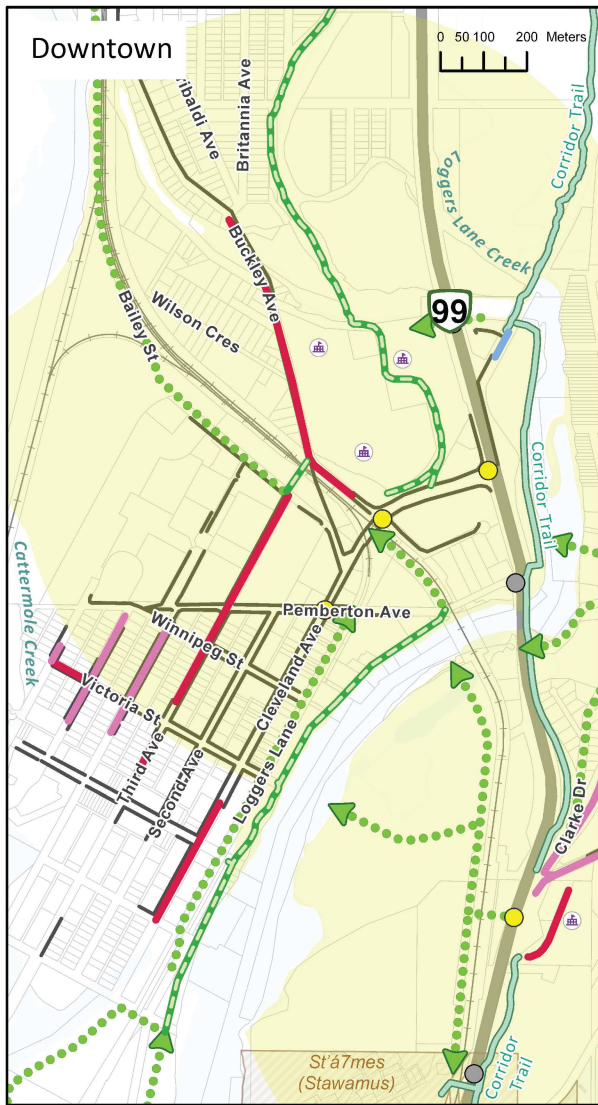 Downtown
0 50 100 200 Meters
ribaldi Ave
Britannia Ave
Corridor Trail
Loggers Lane Creek
Buckley Ave
Wilson Cres
Bailey St
99
Corridor Trail
Cattermole Creek
Pemberton Ave
Winnipeg St
Cleveland Ave
Victoria St
Loggers Lane
Third Ave
Second Ave
Clarke Dr
St'á7mes
(Stawamus)
Corridor
Trail